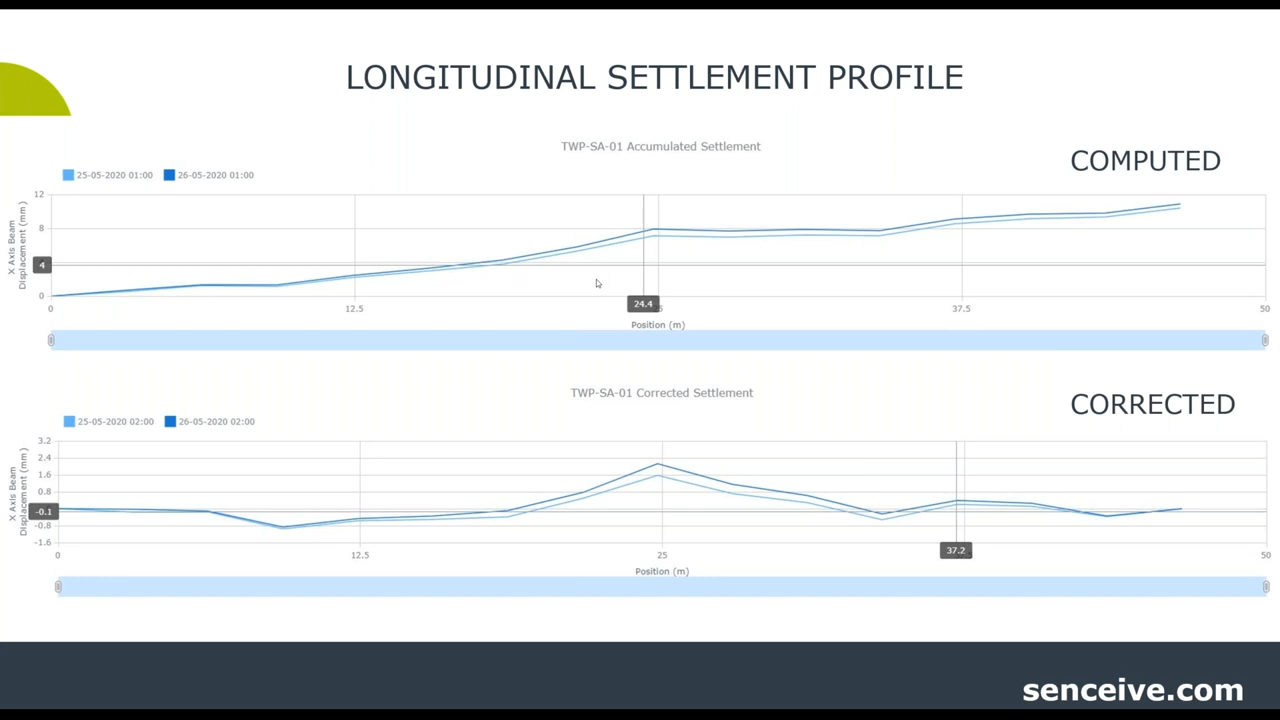 LONGITUDINAL SETTLEMENT PROFILE
TWP-SA-01 Accumulated Settlement
COMPUTED
25-05-2020 01:00 26-05-2020 01:00
X Axis Beam
Displacement (mm)
12
8
4
0
0 12.5 24.4 37.5 50
Position (m)
TWP-SA-01 Corrected Settlement
CORRECTED
25-05-2020 02:00 26-05-2020 02:00
X Axis Beam
Displacement (mm)
3.2
2.4
1.6
0.8
-0.1
-0.8
-1.6
0 12.5 25 37.2 50
Position (m)
senceive.com